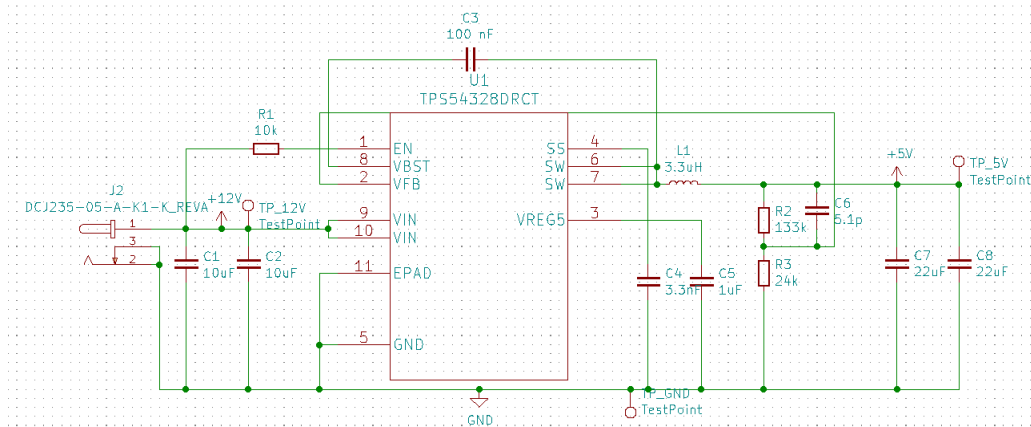 C3
100 nF
U1
TPS54328DRCT
R1
10k
1
EN
8
VBST
2
VFB
9
VIN
10
VIN
11
EPAD
5
GND
4
SS
6
SW
7
SW
3
VREG5
J2
DCJ235-05-A-K1-K_REVA
1
3
2
+12V
TP_12V
TestPoint
C1
10uF
C2
10uF
L1
3.3uH
R2
133k
C6
5.1p
R3
24k
C4
3.3nF
C5
1uF
+5V
TP_5V
TestPoint
C7
22uF
C8
22uF
TP_GND
TestPoint
GND